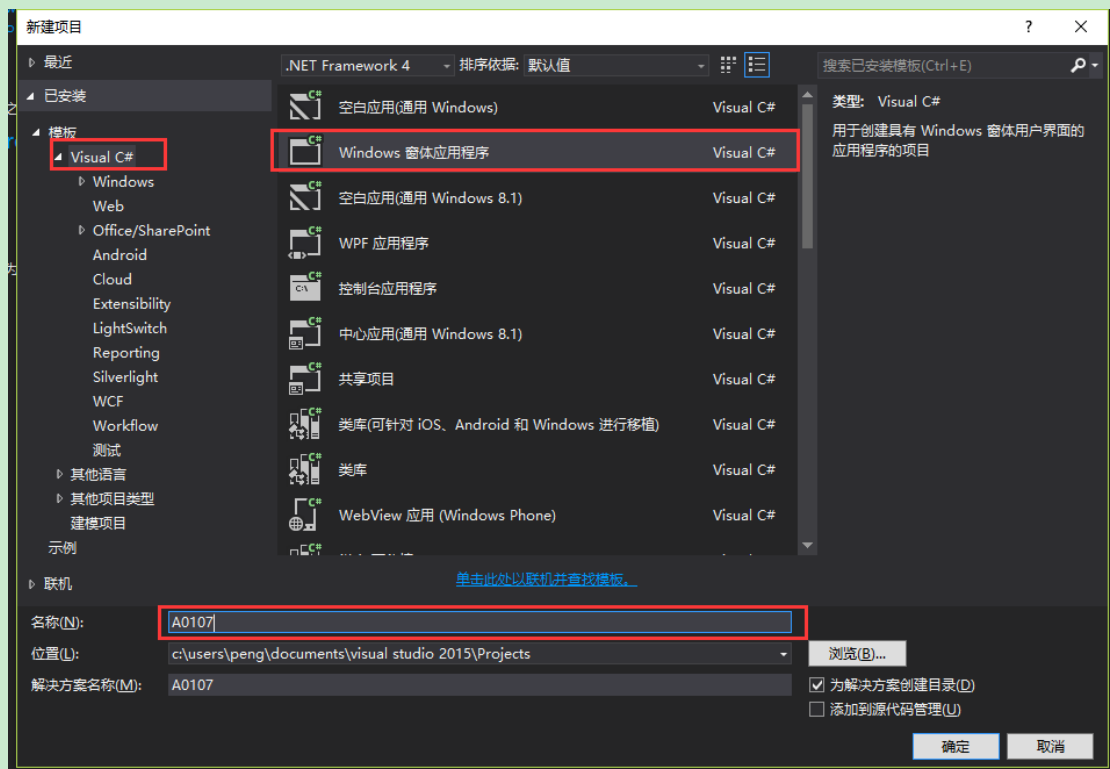 新建项目
最近
.NET Framework 4
排序依据: 默认值
搜索已安装模板(Ctrl+E)
已安装
模板
Visual C#
Windows
Web
Office/SharePoint
Android
Cloud
Extensibility
LightSwitch
Reporting
Silverlight
WCF
Workflow
测试
其他语言
其他项目类型
建模项目
示例
联机
空白应用(通用 Windows) Visual C#
Windows 窗体应用程序 Visual C#
空白应用(通用 Windows 8.1) Visual C#
WPF 应用程序 Visual C#
控制台应用程序 Visual C#
中心应用(通用 Windows 8.1) Visual C#
共享项目 Visual C#
类库(可针对 iOS、Android 和 Windows 进行移植) Visual C#
类库 Visual C#
WebView 应用 (Windows Phone) Visual C#
单击此处以联机并查找模板。
类型: Visual C#
用于创建具有 Windows 窗体用户界面的
应用程序的项目
名称(N): A0107
位置(L): c:\users\peng\documents\visual studio 2015\Projects
浏览(B)...
解决方案名称(M): A0107
为解决方案创建目录(D)
添加到源代码管理(U)
确定 取消